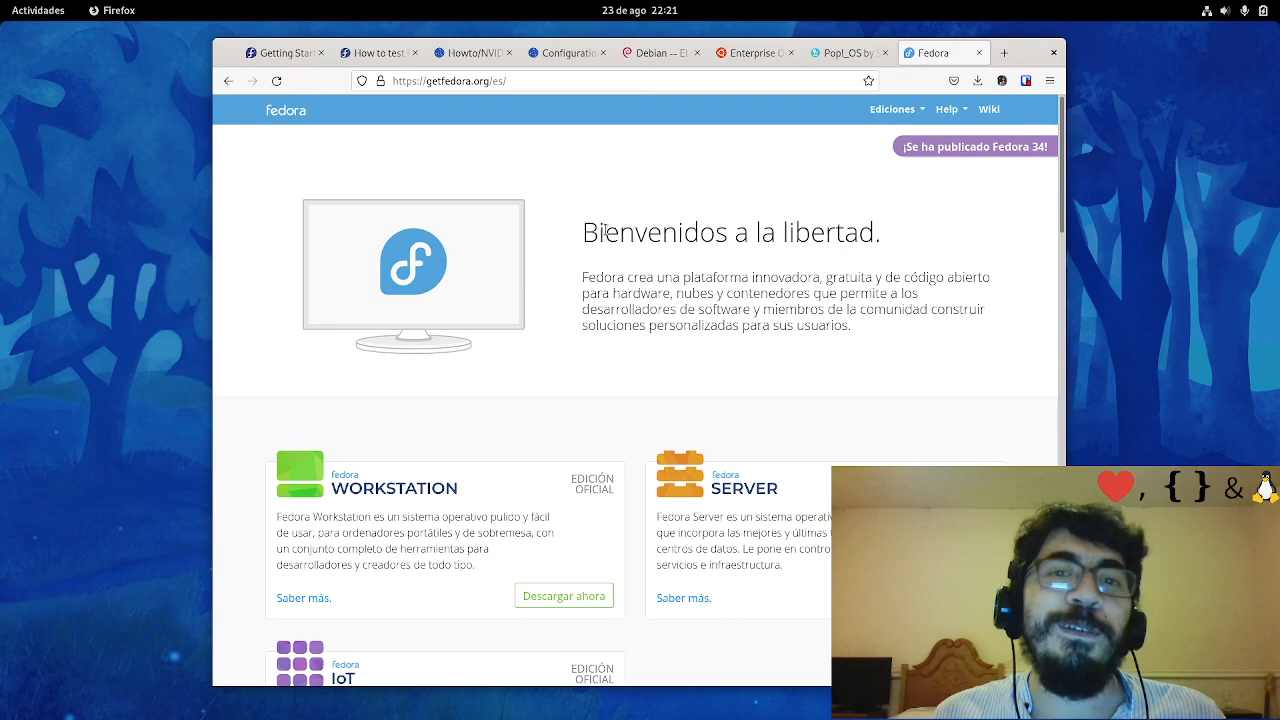 Actividades
Firefox
23 de ago 22:21
Getting Start
How to test F
Howto/NVID
Configuration
Debian -- El
Enterprise O
Pop!_OS by S
Fedora
https://getfedora.org/es/
fedora
Ediciones
Help
Wiki
¡Se ha publicado Fedora 34!
Bienvenidos a la libertad.
Fedora crea una plataforma innovadora, gratuita y de código abierto
para hardware, nubes y contenedores que permite a los
desarrolladores de software y miembros de la comunidad construir
soluciones personalizadas para sus usuarios.
fedora
WORKSTATION
EDICIÓN
OFICIAL
Fedora Workstation es un sistema operativo pulido y fácil
de usar, para ordenadores portátiles y de sobremesa, con
un conjunto completo de herramientas para
desarrolladores y creadores de todo tipo.
Saber más.
Descargar ahora
fedora
SERVER
Fedora Server es un sistema operativ
que incorpora las mejores y últimas
centros de datos. Le pone en contro
servicios e infraestructura.
Saber más.
fedora
IoT
EDICIÓN
OFICIAL
, { } &